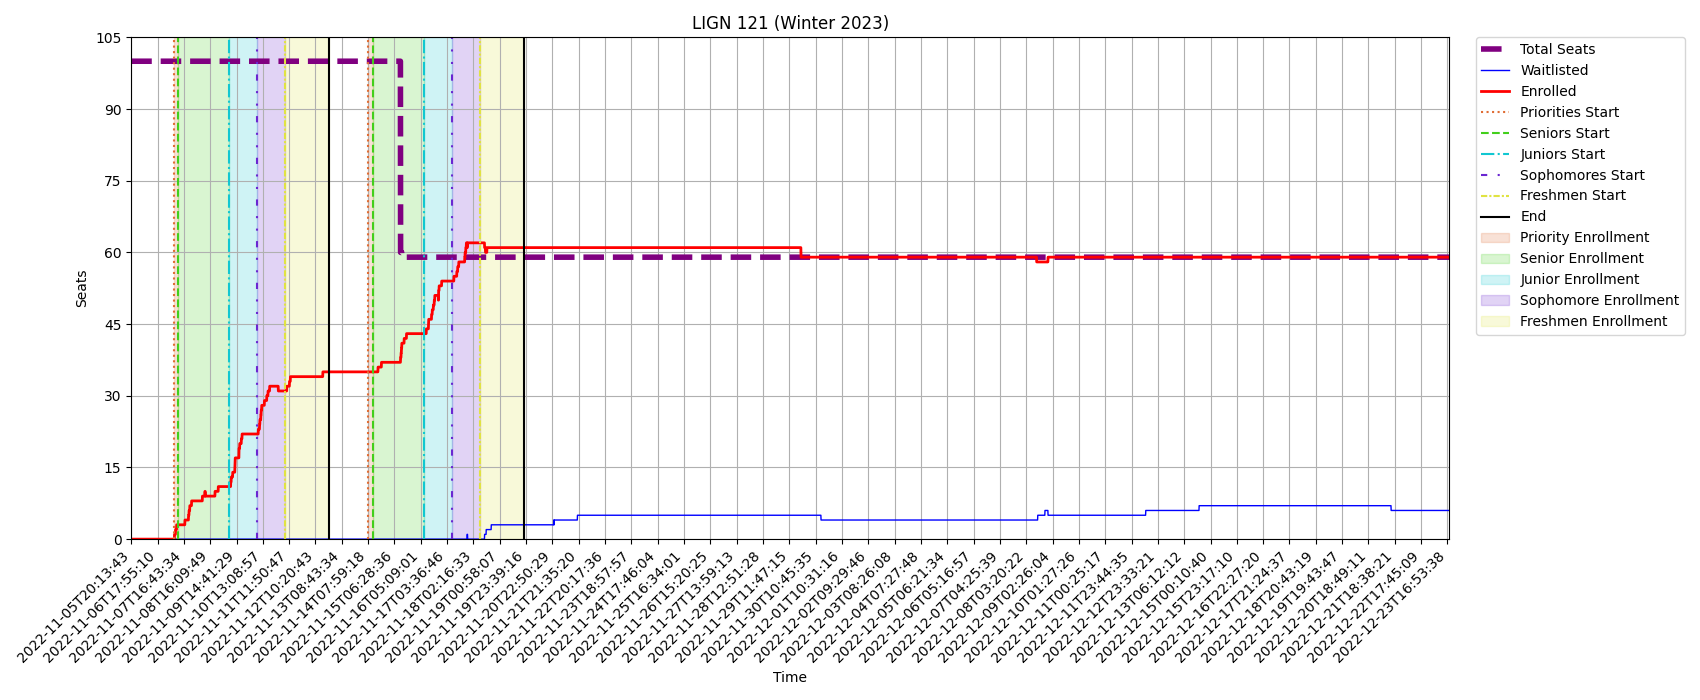 LIGN 121 (Winter 2023)
105
90
75
60
45
30
15
0
Seats
2022-11-05T20:13:43
2022-11-06T17:55:10
2022-11-07T16:43:34
2022-11-08T16:09:49
2022-11-09T14:41:29
2022-11-10T13:08:57
2022-11-11T11:50:47
2022-11-12T10:20:43
2022-11-13T08:43:34
2022-11-14T07:59:18
2022-11-15T06:28:36
2022-11-16T05:09:01
2022-11-17T03:36:46
2022-11-18T02:16:33
2022-11-19T00:58:07
2022-11-19T23:39:16
2022-11-20T22:50:29
2022-11-21T21:35:20
2022-11-22T20:17:36
2022-11-23T18:57:57
2022-11-24T17:46:04
2022-11-25T16:34:01
2022-11-26T15:20:25
2022-11-27T13:59:13
2022-11-28T12:51:28
2022-11-29T11:47:15
2022-11-30T10:45:35
2022-12-01T10:31:16
2022-12-02T09:29:46
2022-12-03T08:26:08
2022-12-04T07:27:48
2022-12-05T06:21:34
2022-12-06T05:16:57
2022-12-07T04:25:39
2022-12-08T03:20:22
2022-12-09T02:26:04
2022-12-10T01:27:26
2022-12-11T00:25:17
2022-12-11T23:44:35
2022-12-12T23:33:21
2022-12-13T06:12:12
2022-12-15T00:10:40
2022-12-15T23:17:10
2022-12-16T22:27:20
2022-12-17T21:24:37
2022-12-18T20:43:19
2022-12-19T19:43:47
2022-12-20T18:49:11
2022-12-21T18:38:21
2022-12-22T17:45:09
2022-12-23T16:53:38
Time
Total Seats
Waitlisted
Enrolled
Priorities Start
Seniors Start
Juniors Start
Sophomores Start
Freshmen Start
End
Priority Enrollment
Senior Enrollment
Junior Enrollment
Sophomore Enrollment
Freshmen Enrollment